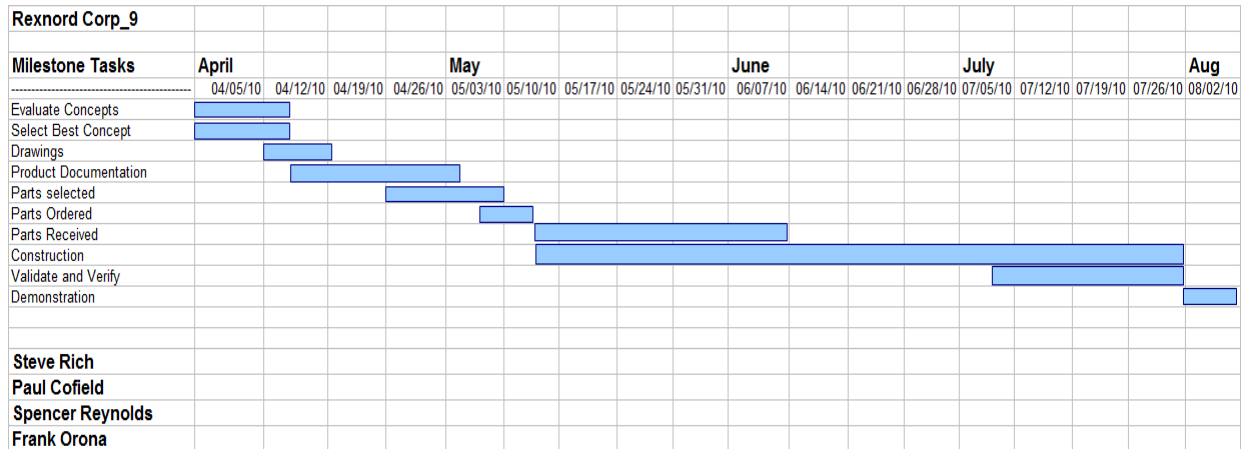 Rexnord Corp_9
Milestone Tasks April May June July Aug
04/05/10 04/12/10 04/19/10 04/26/10 05/03/10 05/10/10 05/17/10 05/24/10 05/31/10 06/07/10 06/14/10 06/21/10 06/28/10 07/05/10 07/12/10 07/19/10 07/26/10 08/02/10
Evaluate Concepts
Select Best Concept
Drawings
Product Documentation
Parts selected
Parts Ordered
Parts Received
Construction
Validate and Verify
Demonstration
Steve Rich
Paul Cofield
Spencer Reynolds
Frank Orona